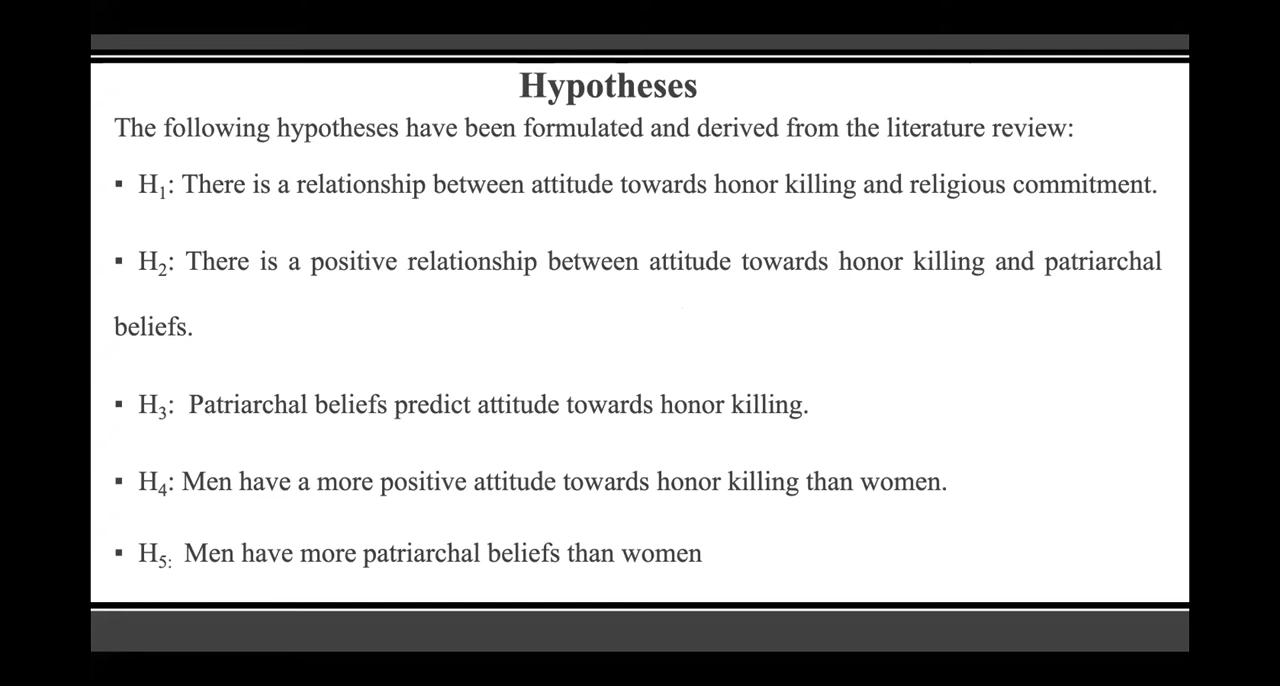 Hypotheses
The following hypotheses have been formulated and derived from the literature review:
▪ H₁: There is a relationship between attitude towards honor killing and religious commitment.
▪ H₂: There is a positive relationship between attitude towards honor killing and patriarchal
beliefs.
▪ H₃: Patriarchal beliefs predict attitude towards honor killing.
▪ H₄: Men have a more positive attitude towards honor killing than women.
▪ H₅: Men have more patriarchal beliefs than women